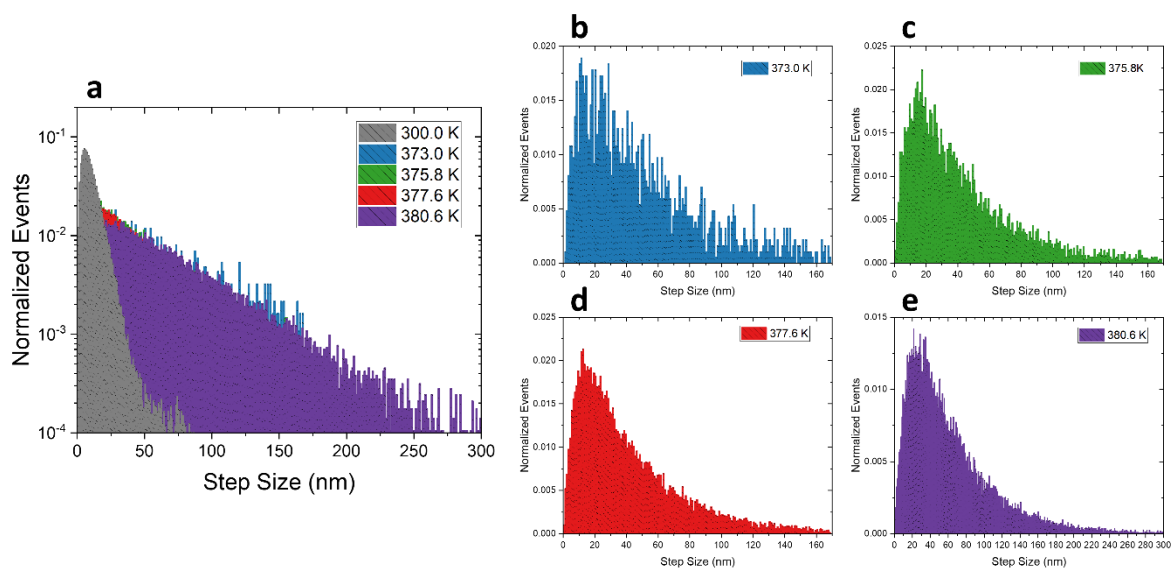 a
10⁻¹
10⁻²
10⁻³
10⁻⁴
Normalized Events
0 50 100 150 200 250 300
Step Size (nm)
300.0 K
373.0 K
375.8 K
377.6 K
380.6 K
b
0.020
0.015
0.010
0.005
0.000
Normalized Events
0 20 40 60 80 100 120 140 160
Step Size (nm)
373.0 K
c
0.025
0.020
0.015
0.010
0.005
0.000
Normalized Events
0 20 40 60 80 100 120 140 160
Step Size (nm)
375.8K
d
0.025
0.020
0.015
0.010
0.005
0.000
Normalized Events
0 20 40 60 80 100 120 140 160
Step Size (nm)
377.6 K
e
0.015
0.010
0.005
0.000
Normalized Events
0 20 40 60 80 100 120 140 160 180 200 220 240 260 280 300
Step Size (nm)
380.6 K